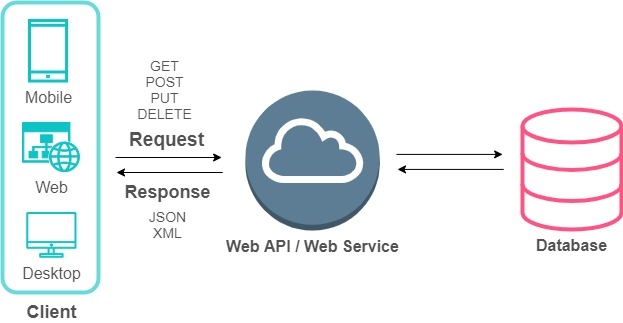 Mobile
Web
Desktop
Client
GET
POST
PUT
DELETE
Request
Response
JSON
XML
Web API / Web Service
Database